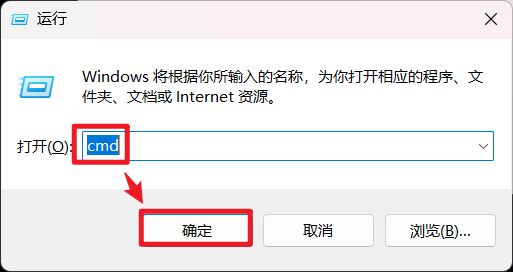 运行
Windows 将根据你所输入的名称，为你打开相应的程序、文
件夹、文档或 Internet 资源。
打开(O): cmd
确定 取消 浏览(B)...